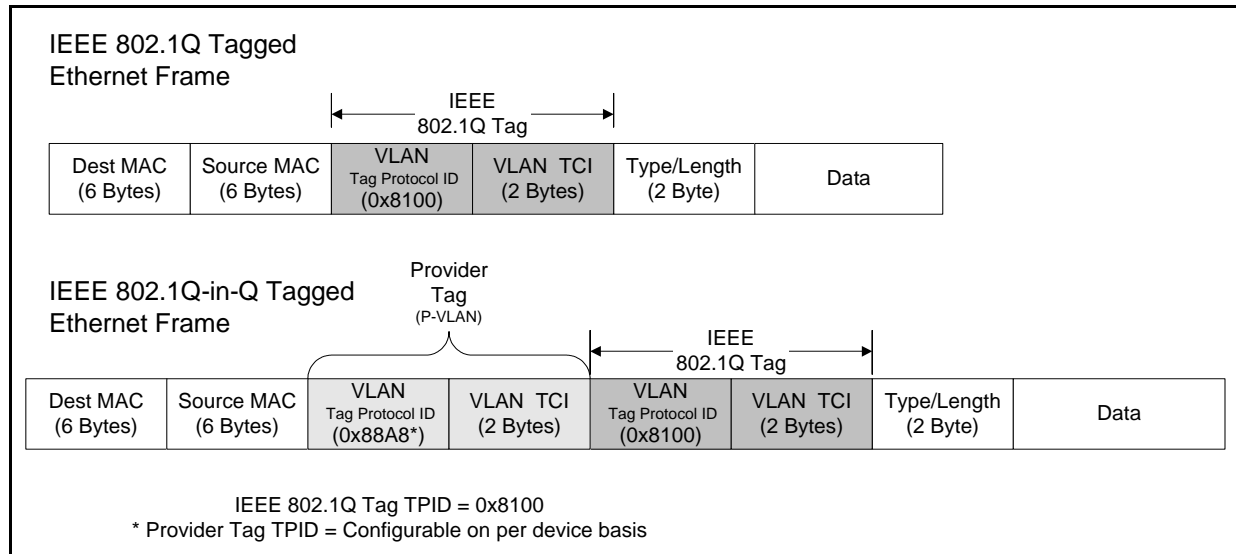 IEEE 802.1Q Tagged
Ethernet Frame
IEEE
802.1Q Tag
Dest MAC
(6 Bytes)
Source MAC
(6 Bytes)
VLAN
Tag Protocol ID
(0x8100)
VLAN TCI
(2 Bytes)
Type/Length
(2 Byte)
Data
IEEE 802.1Q-in-Q Tagged
Ethernet Frame
Provider
Tag
(P-VLAN)
IEEE
802.1Q Tag
Dest MAC
(6 Bytes)
Source MAC
(6 Bytes)
VLAN
Tag Protocol ID
(0x88A8*)
VLAN TCI
(2 Bytes)
VLAN
Tag Protocol ID
(0x8100)
VLAN TCI
(2 Bytes)
Type/Length
(2 Byte)
Data
IEEE 802.1Q Tag TPID = 0x8100
* Provider Tag TPID = Configurable on per device basis